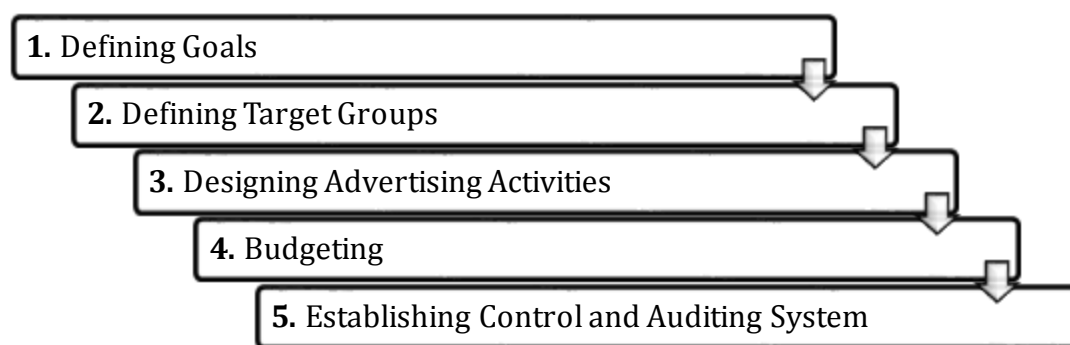 1. Defining Goals
2. Defining Target Groups
3. Designing Advertising Activities
4. Budgeting
5. Establishing Control and Auditing System